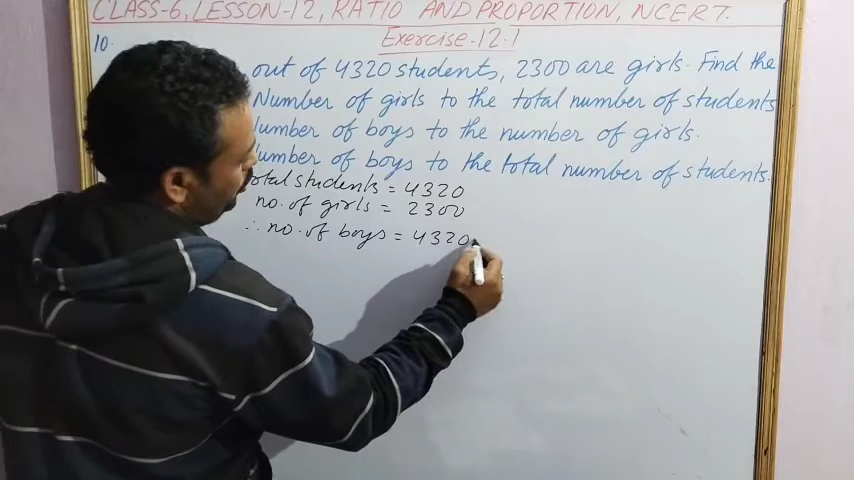 CLASS-6, LESSON-12, RATIO AND PROPORTION, NCERT.
Exercise-12.1
10.
out of 4320 students, 2300 are girls. Find the
Number of girls to the total number of students
Number of boys to the number of girls.
Number of boys to the total number of students.
otal students = 4320
no. of girls = 2300
∴ no. of boys = 4320